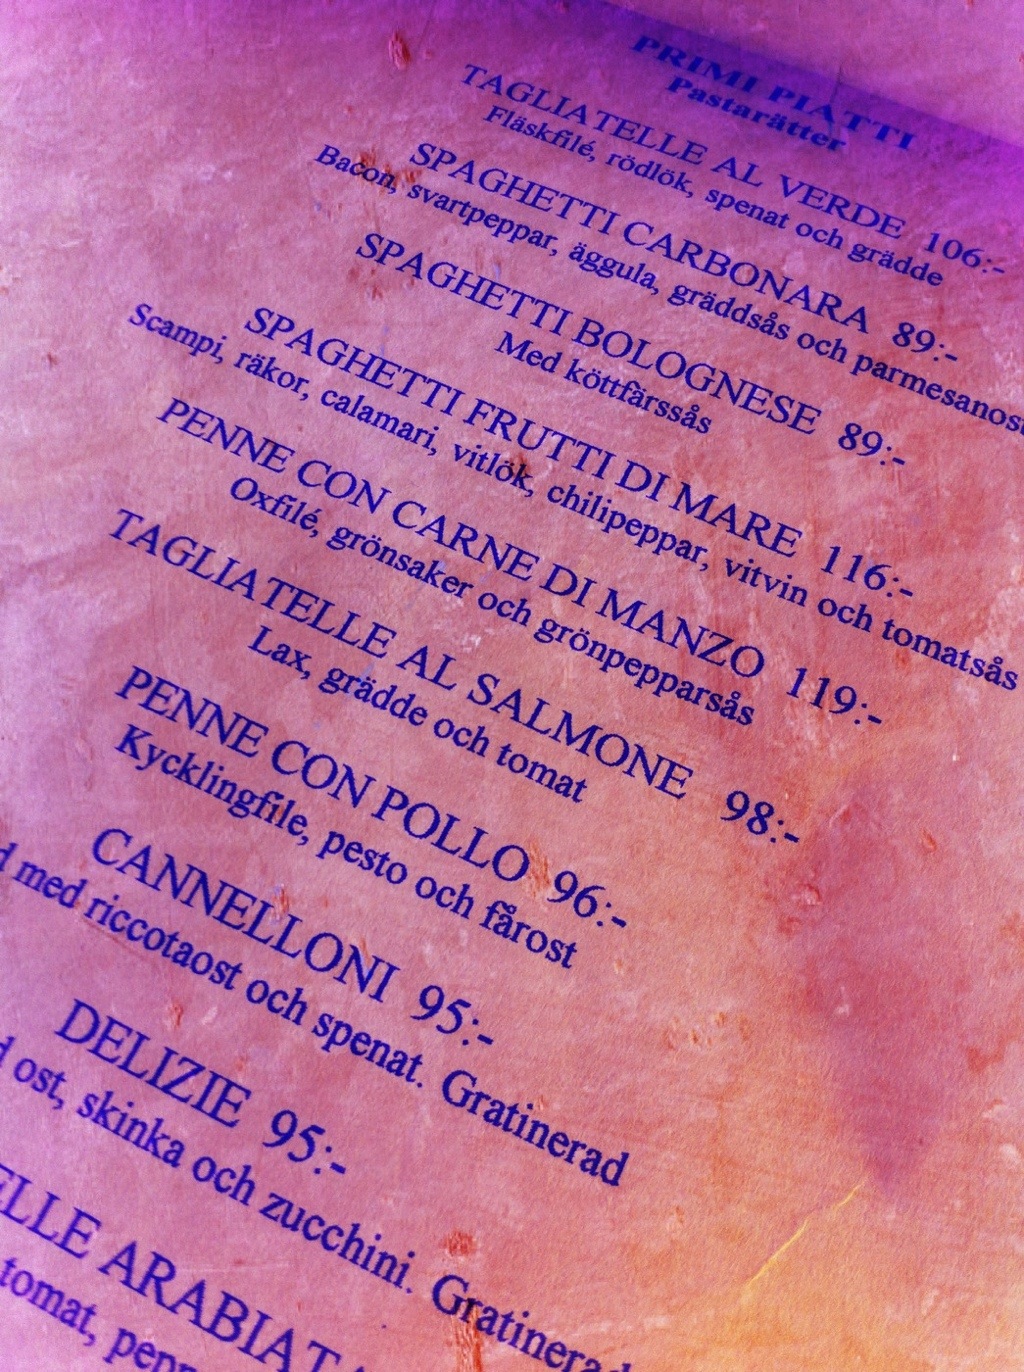 PRIMI PIATTI
Pastarätter
TAGLIATELLE AL VERDE 106:-
Fläskfilé, rödlök, spenat och grädde
SPAGHETTI CARBONARA 89:-
Bacon, svartpeppar, äggula, gräddsås och parmesanost
SPAGHETTI BOLOGNESE 89:-
Med köttfärssås
SPAGHETTI FRUTTI DI MARE 116:-
Scampi, räkor, calamari, vitlök, chilipeppar, vitvin och tomatsås
PENNE CON CARNE DI MANZO 119:-
Oxfilé, grönsaker och grönpepparsås
TAGLIATELLE AL SALMONE 98:-
Lax, grädde och tomat
PENNE CON POLLO 96:-
Kycklingfile, pesto och fårost
CANNELLONI 95:-
med riccotaost och spenat. Gratinerad
DELIZIE 95:-
ost, skinka och zucchini. Gratinerad
ARABIATA
tomat,